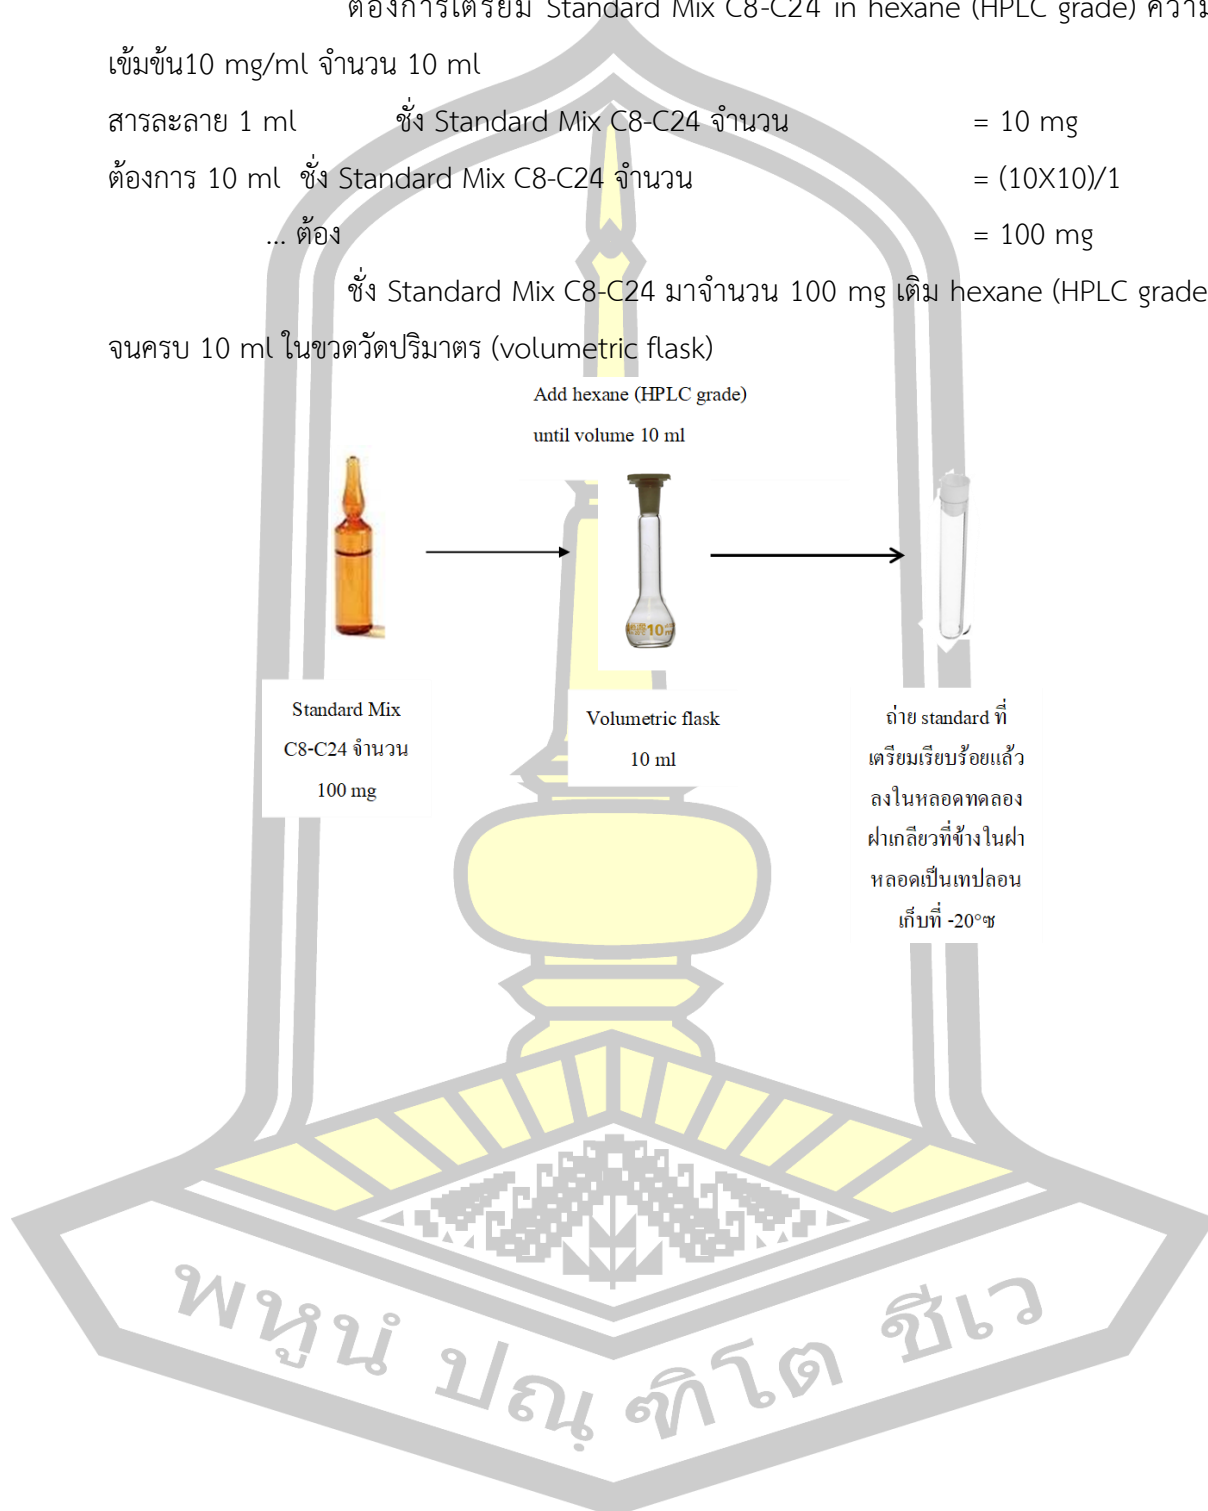 ต้องการเตรียม Standard Mix C8-C24 in hexane (HPLC grade) ความ
เข้มข้น10 mg/ml จำนวน 10 ml
สารละลาย 1 ml ชั่ง Standard Mix C8-C24 จำนวน = 10 mg
ต้องการ 10 ml ชั่ง Standard Mix C8-C24 จำนวน = (10X10)/1
... ต้อง = 100 mg
ชั่ง Standard Mix C8-C24 มาจำนวน 100 mg เติม hexane (HPLC grade
จนครบ 10 ml ในขวดวัดปริมาตร (volumetric flask)
Add hexane (HPLC grade)
until volume 10 ml
Standard Mix
C8-C24 จำนวน
100 mg
Volumetric flask
10 ml
ถ่าย standard ที่
เตรียมเรียบร้อยแล้ว
ลงในหลอดทดลอง
ฝาเกลียวที่ข้างในฝา
หลอดเป็นเทปลอน
เก็บที่ -20°ซ
พหูนํ ปณฺฑิโต ชีเว